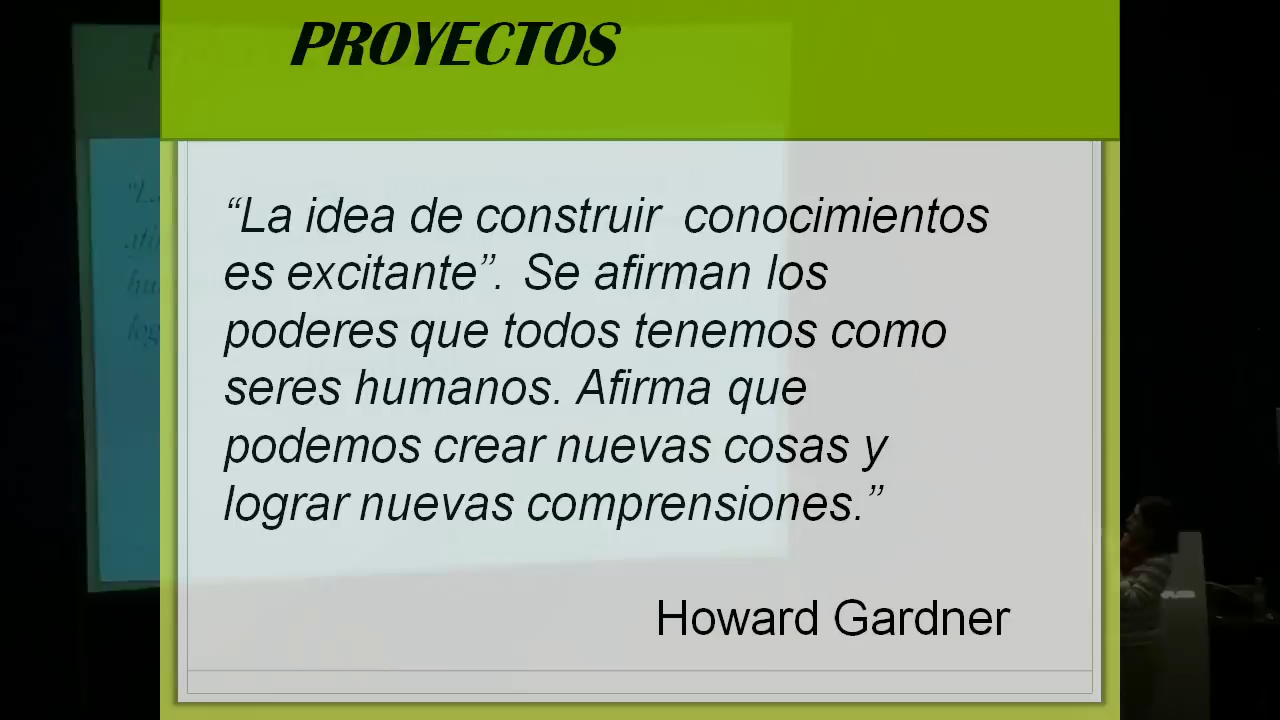 PROYECTOS
“La idea de construir conocimientos
es excitante”. Se afirman los
poderes que todos tenemos como
seres humanos. Afirma que
podemos crear nuevas cosas y
lograr nuevas comprensiones.”
Howard Gardner